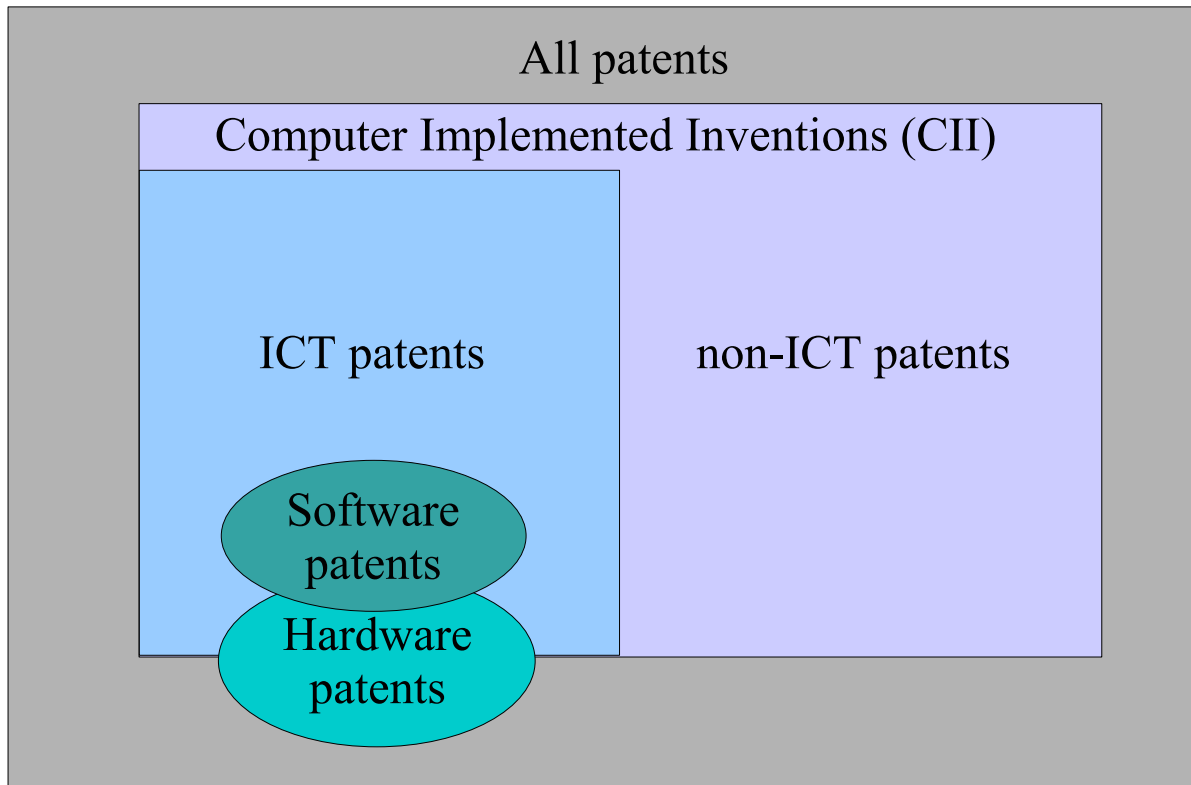 All patents
Computer Implemented Inventions (CII)
ICT patents
non-ICT patents
Software
patents
Hardware
patents